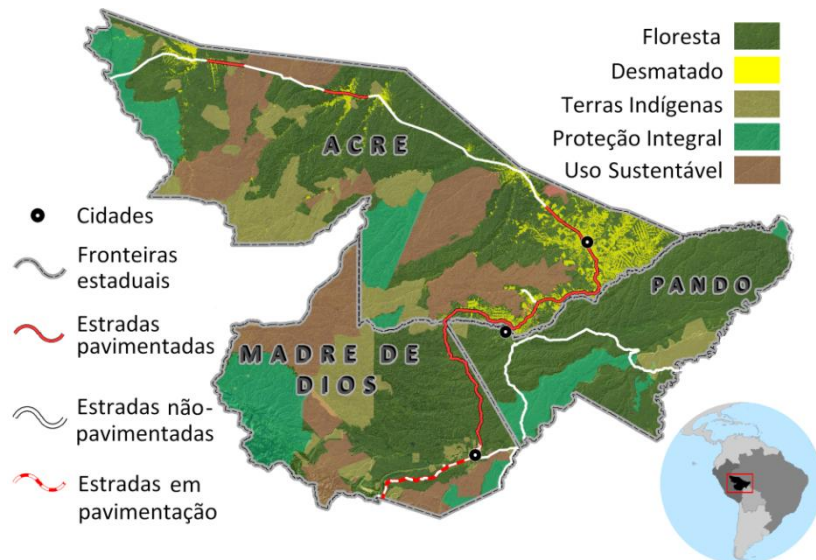 Floresta
Desmatado
Terras Indígenas
Proteção Integral
Uso Sustentável
ACRE
Cidades
Fronteiras
estaduais
PANDO
Estradas
pavimentadas
MADRE DE
DIOS
Estradas não-
pavimentadas
Estradas em
pavimentação